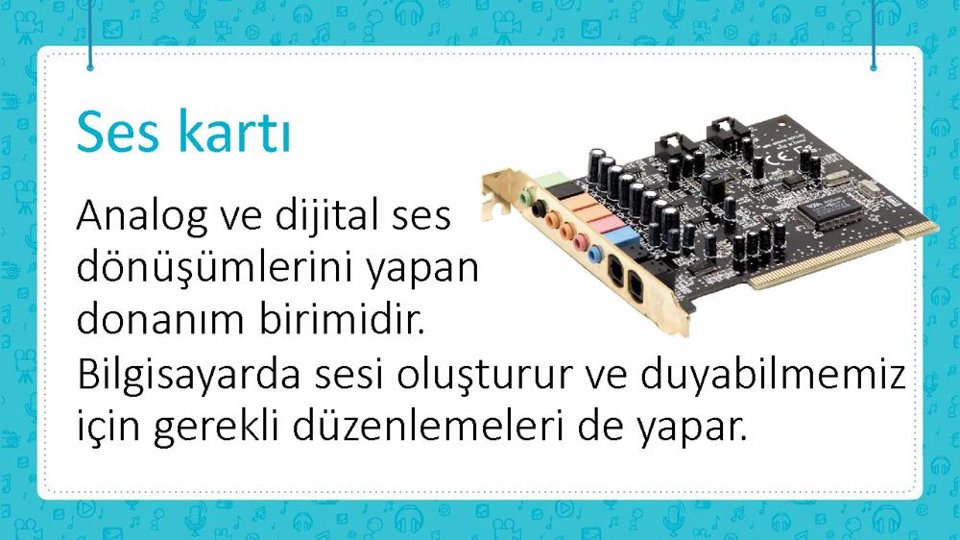 Ses kartı
Analog ve dijital ses
dönüşümlerini yapan
donanım birimidir.
Bilgisayarda sesi oluşturur ve duyabilmemiz
için gerekli düzenlemeleri de yapar.